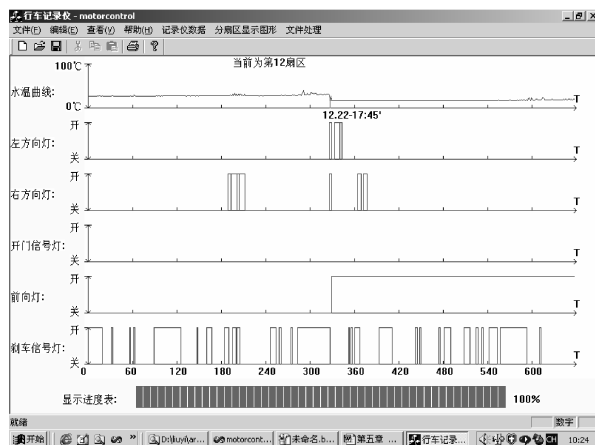 行车记录仪 - motorcontrol
文件(F) 编辑(E) 查看(V) 帮助(H) 记录仪数据 分扇区显示图形 文件处理
当前为第12扇区
100℃
水温曲线:
0℃
T
12.22-17:45'
开
左方向灯:
关
T
开
右方向灯:
关
T
开
开门信号灯:
关
T
开
前向灯:
关
T
开
刹车信号灯:
关
T
0 60 120 180 240 300 360 420 480 540 600
显示进度表: 100%
就绪 数字
开始 » D:\liuyi\ar... motorcont... 未命名.b... 第五章 ... 行车记录... 10:24